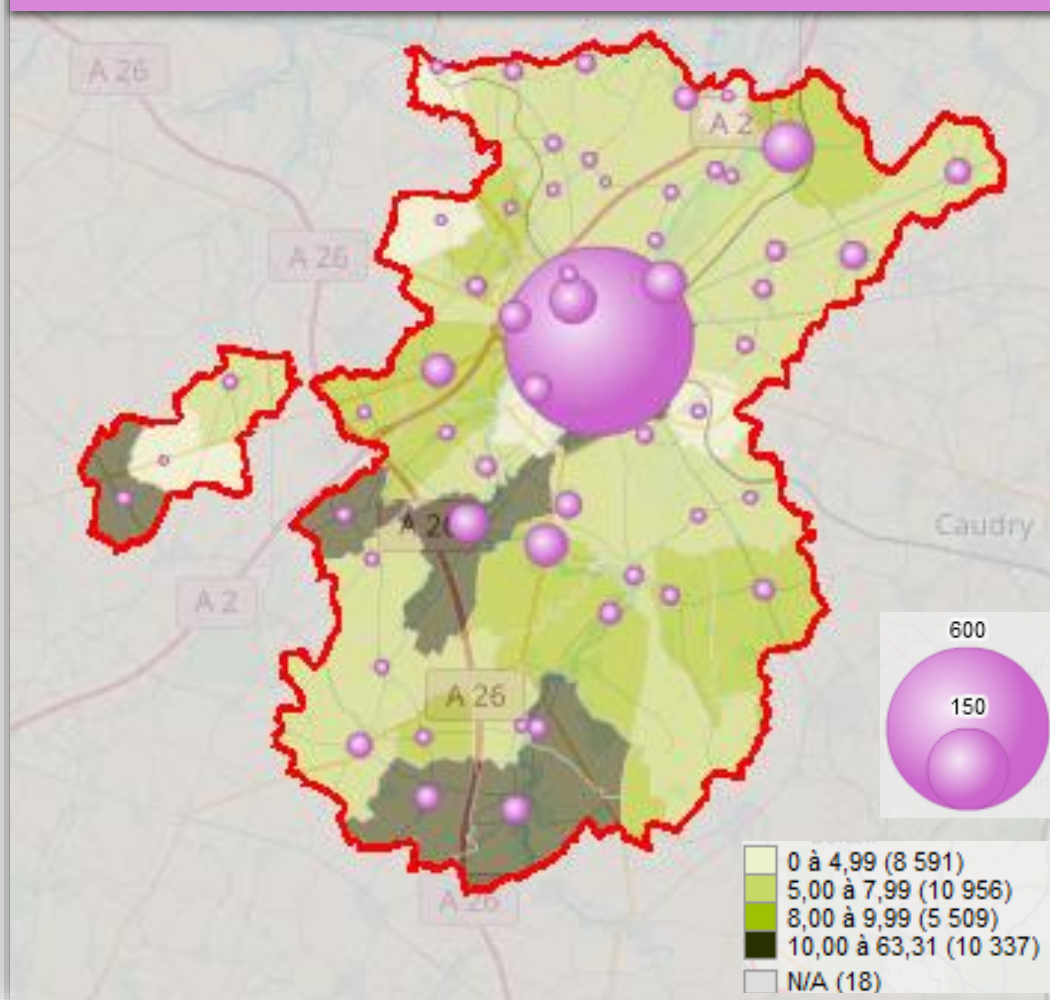 A 26
A 2
A 26
A 26
Caudry
A 2
600
A 26
150
0 à 4,99 (8 591)
5,00 à 7,99 (10 956)
8,00 à 9,99 (5 509)
A 26
10,00 à 63,31 (10 337)
N/A (18)